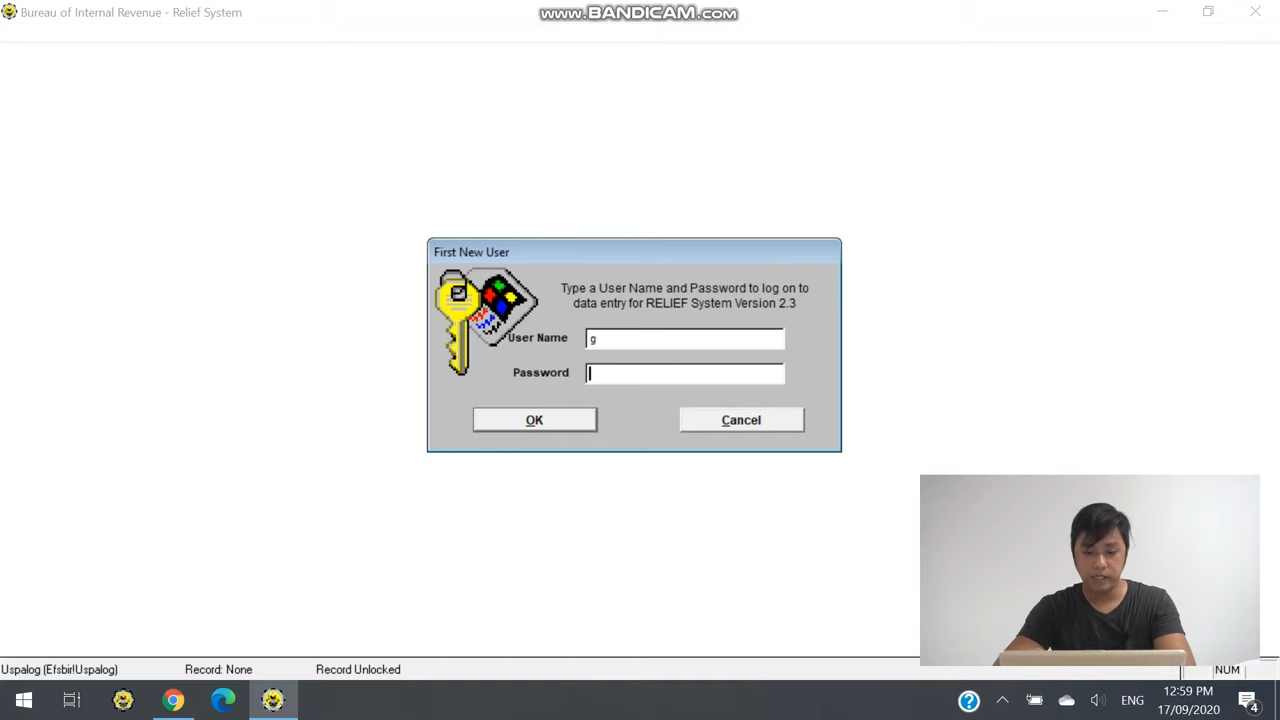 Bureau of Internal Revenue - Relief System
www.BANDICAM.com
First New User
Type a User Name and Password to log on to
data entry for RELIEF System Version 2.3
User Name
g
Password
OK
Cancel
Uspalog (Efsbir!Uspalog)
Record: None
Record Unlocked
NUM
ENG
12:59 PM
17/09/2020
4